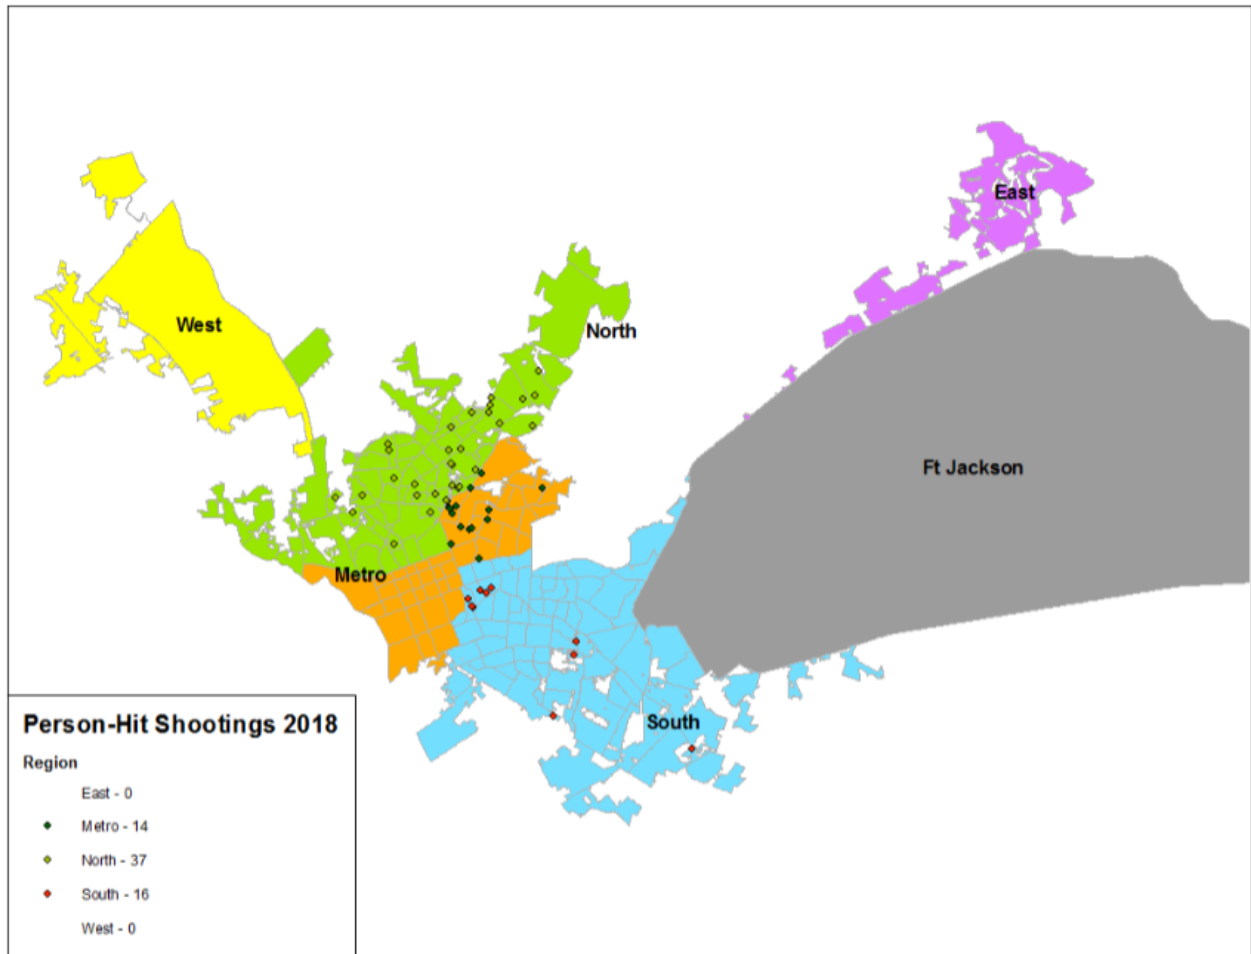 East
West
North
Ft Jackson
Metro
South
Person-Hit Shootings 2018
Region
East - 0
Metro - 14
North - 37
South - 16
West - 0